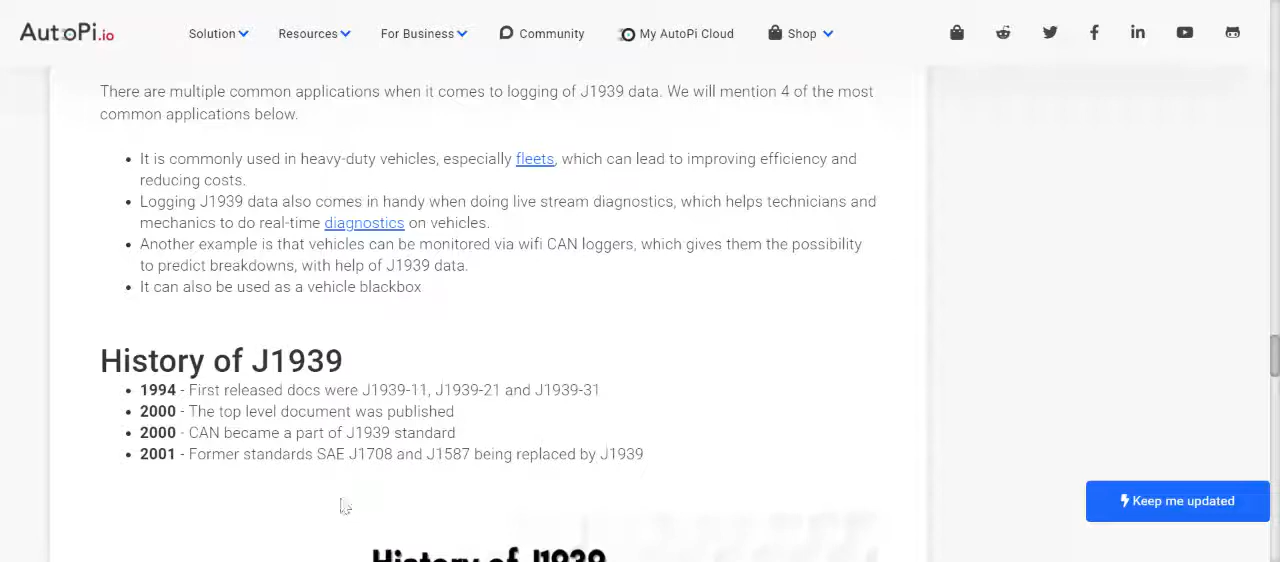 AutoPi.io
Solution Resources For Business Community My AutoPi Cloud Shop
There are multiple common applications when it comes to logging of J1939 data. We will mention 4 of the most
common applications below.
It is commonly used in heavy-duty vehicles, especially fleets, which can lead to improving efficiency and
reducing costs.
Logging J1939 data also comes in handy when doing live stream diagnostics, which helps technicians and
mechanics to do real-time diagnostics on vehicles.
Another example is that vehicles can be monitored via wifi CAN loggers, which gives them the possibility
to predict breakdowns, with help of J1939 data.
It can also be used as a vehicle blackbox
History of J1939
1994 - First released docs were J1939-11, J1939-21 and J1939-31
2000 - The top level document was published
2000 - CAN became a part of J1939 standard
2001 - Former standards SAE J1708 and J1587 being replaced by J1939
Keep me updated
History of J1939